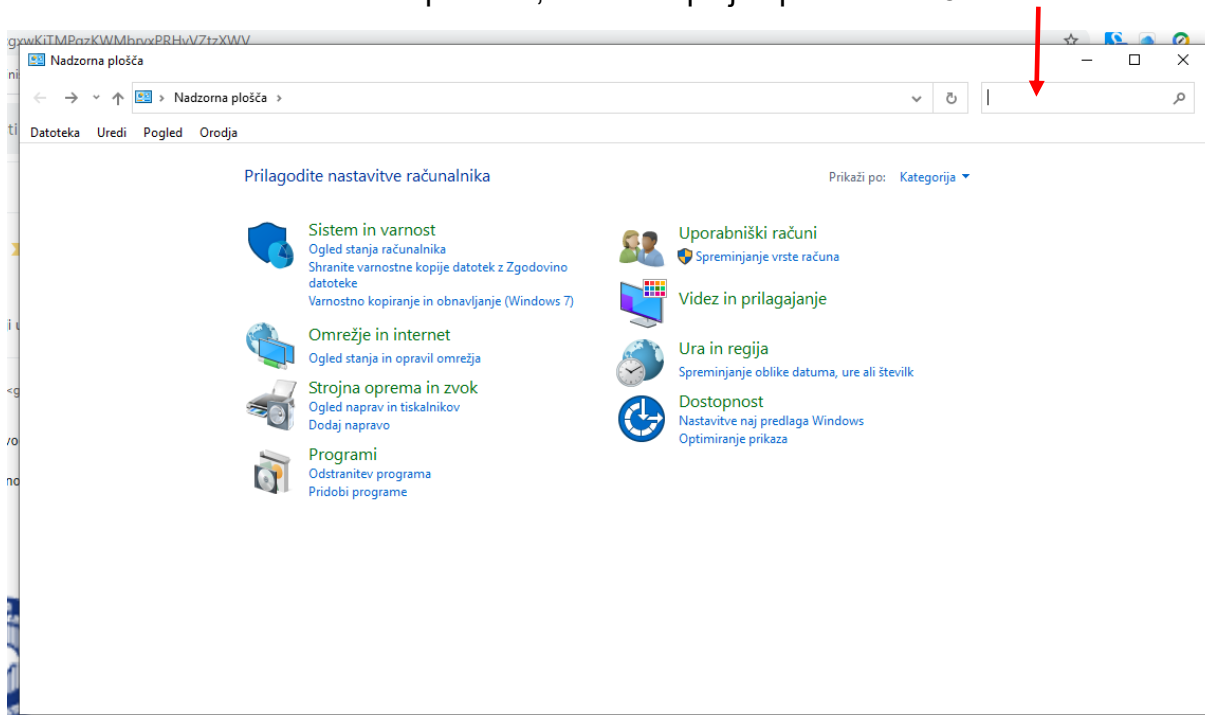 gxwKiTMPqzKWMbrvxPRHvVZtzXWV
Nadzorna plošča
Nadzorna plošča
Datoteka Uredi Pogled Orodja
Prilagodite nastavitve računalnika
Prikaži po: Kategorija
Sistem in varnost
Ogled stanja računalnika
Shranite varnostne kopije datotek z Zgodovino
datoteke
Varnostno kopiranje in obnavljanje (Windows 7)
Omrežje in internet
Ogled stanja in opravil omrežja
Strojna oprema in zvok
Ogled naprav in tiskalnikov
Dodaj napravo
Programi
Odstranitev programa
Pridobi programe
Uporabniški računi
Spreminjanje vrste računa
Videz in prilagajanje
Ura in regija
Spreminjanje oblike datuma, ure ali številk
Dostopnost
Nastavitve naj predlaga Windows
Optimiranje prikaza